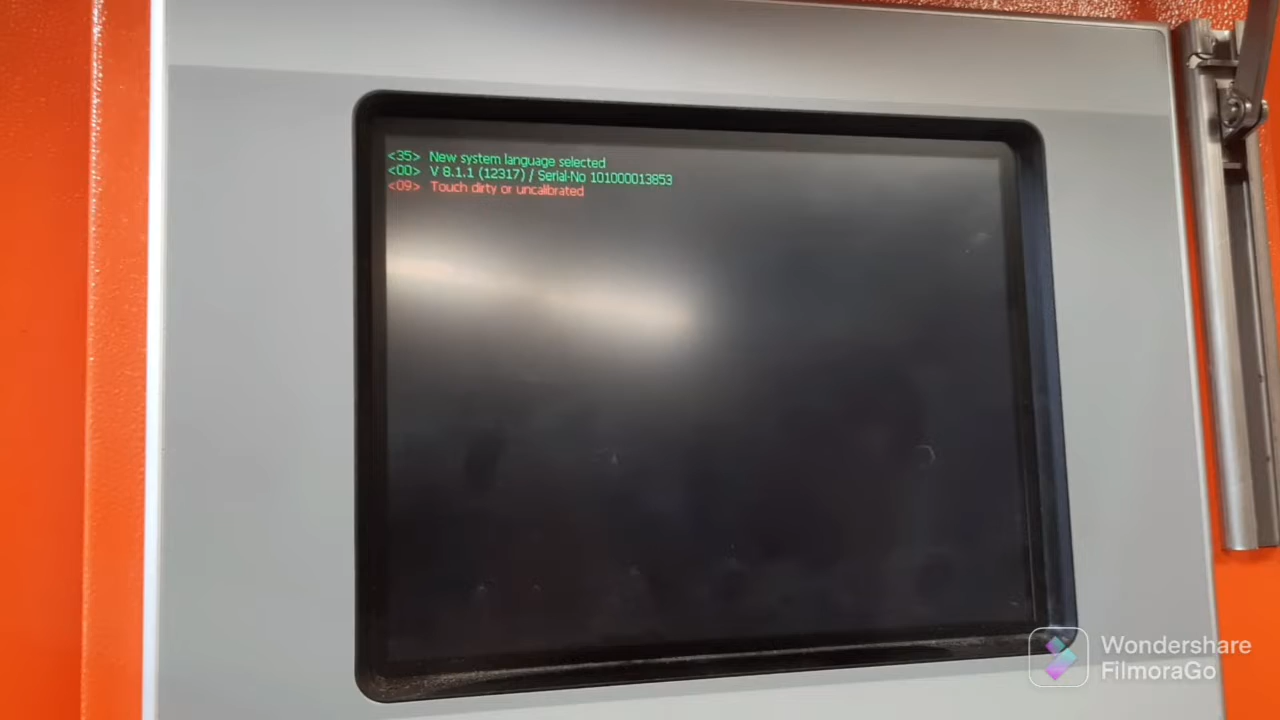 <35> New system language selected
<00> V 8.1.1 (12317) / Serial-No 101000013853
<09> Touch dirty or uncalibrated
Wondershare
FilmoraGo